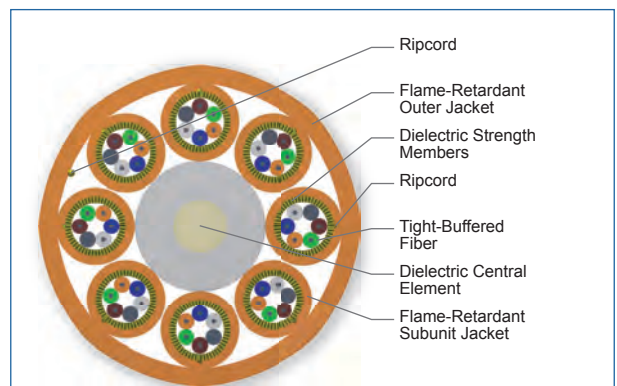 Ripcord
Flame-Retardant
Outer Jacket
Dielectric Strength
Members
Ripcord
Tight-Buffered
Fiber
Dielectric Central
Element
Flame-Retardant
Subunit Jacket